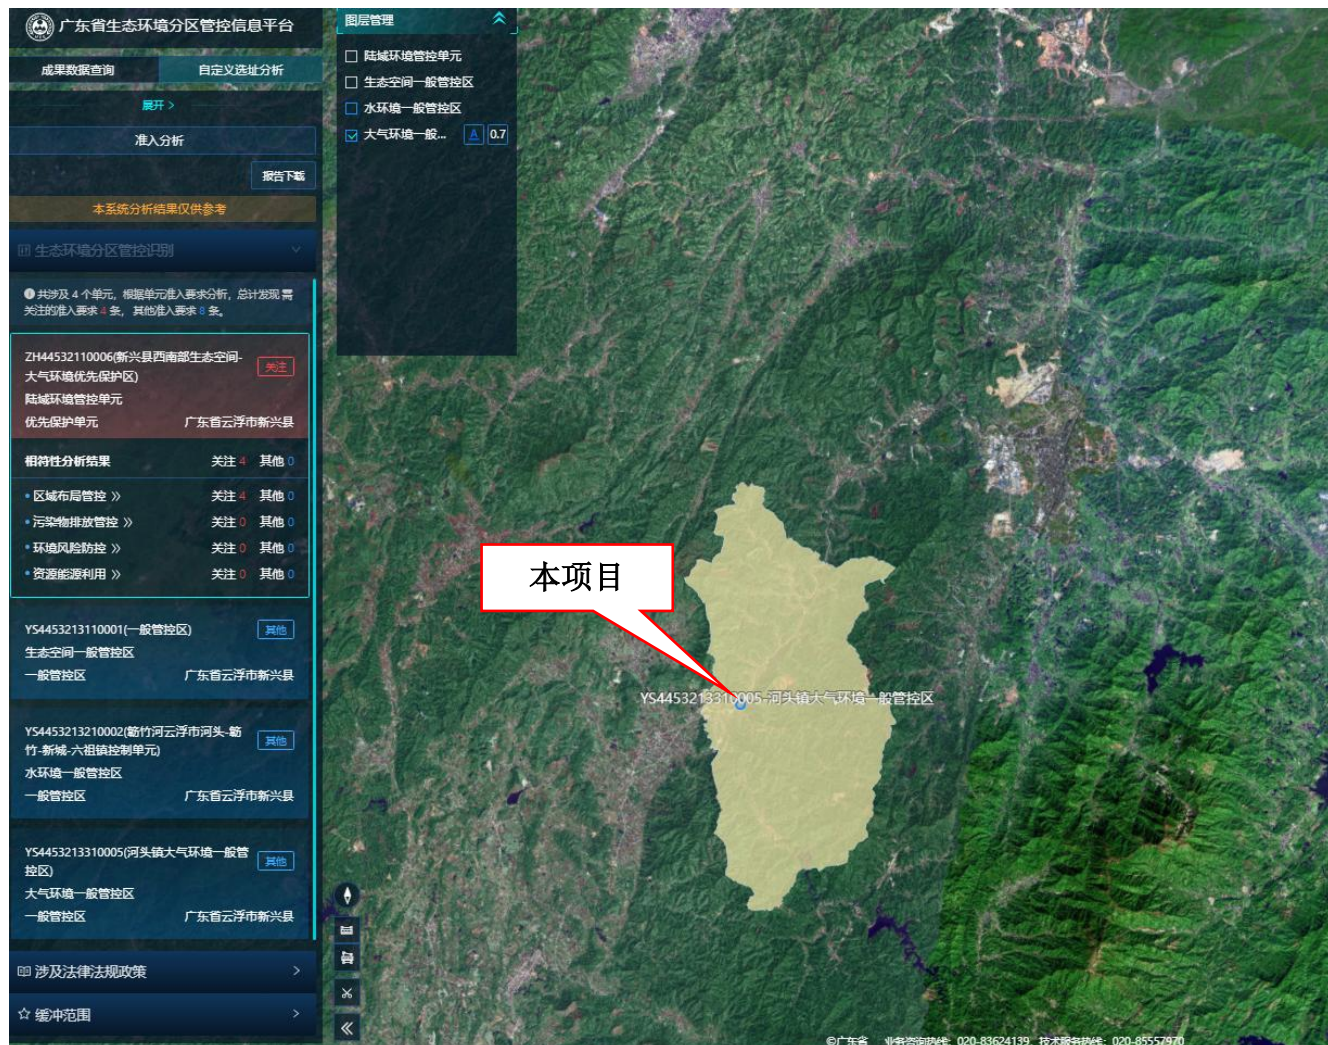 广东省生态环境分区管控信息平台
成果数据查询
自定义选址分析
展开 >
准入分析
报告下载
本系统分析结果仅供参考
生态环境分区管控识别
共涉及 4 个单元，根据单元准入要求分析，总计发现需
关注的准入要求 4 条，其他准入要求 8 条。
ZH44532110006(新兴县西南部生态空间-
大气环境优先保护区)
关注
陆域环境管控单元
优先保护单元 广东省云浮市新兴县
相符性分析结果 关注 4 其他 0
• 区域布局管控 » 关注 4 其他 0
• 污染物排放管控 » 关注 0 其他 0
• 环境风险防控 » 关注 0 其他 0
• 资源能源利用 » 关注 0 其他 0
YS4453213110001(一般管控区)
其他
生态空间一般管控区
一般管控区 广东省云浮市新兴县
YS4453213210002(簕竹河云浮市河头-簕
竹-新城-六祖镇控制单元)
其他
水环境一般管控区
一般管控区 广东省云浮市新兴县
YS4453213310005(河头镇大气环境一般管
控区)
其他
大气环境一般管控区
一般管控区 广东省云浮市新兴县
涉及法律法规政策 >
缓冲范围 >
图层管理
陆域环境管控单元
生态空间一般管控区
水环境一般管控区
大气环境一般... A 0.7
本项目
YS4453213310005-河头镇大气环境一般管控区
©广东省 业务咨询热线：020-83624139 技术服务热线：020-85557970